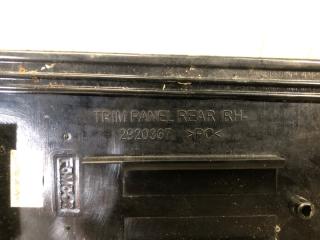 TRIM PANEL REAR RH-
2920367 >PC<